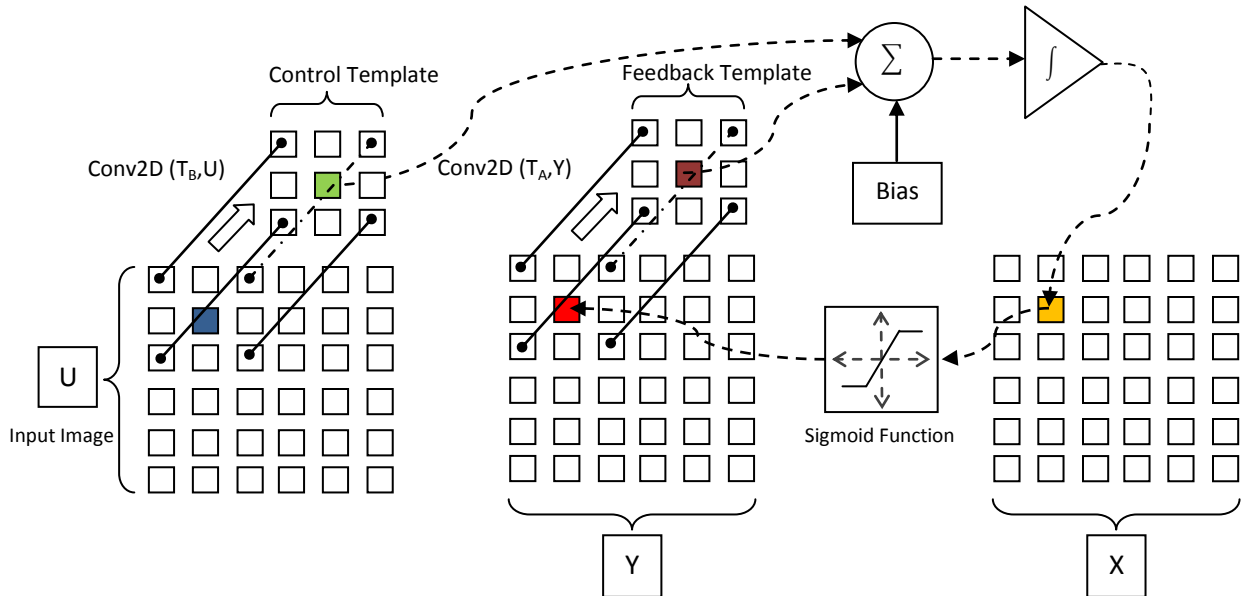 Control Template
Feedback Template
∑
∫
Conv2D (T_B,U)
Conv2D (T_A,Y)
Bias
U
Input Image
Sigmoid Function
Y
X